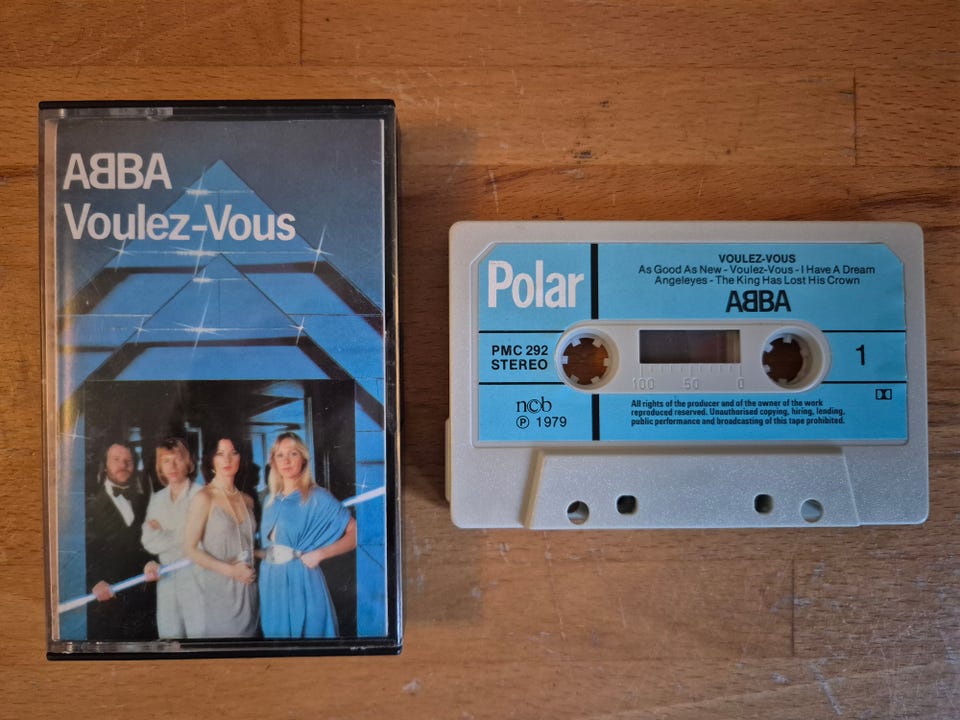 ABBA
Voulez-Vous
Polar
VOULEZ-VOUS
As Good As New - Voulez-Vous - I Have A Dream
Angeleyes - The King Has Lost His Crown
ABBA
PMC 292
STEREO
100 50 0
1
ncb
℗ 1979
All rights of the producer and of the owner of the work
reproduced reserved. Unauthorised copying, hiring, lending,
public performance and broadcasting of this tape prohibited.